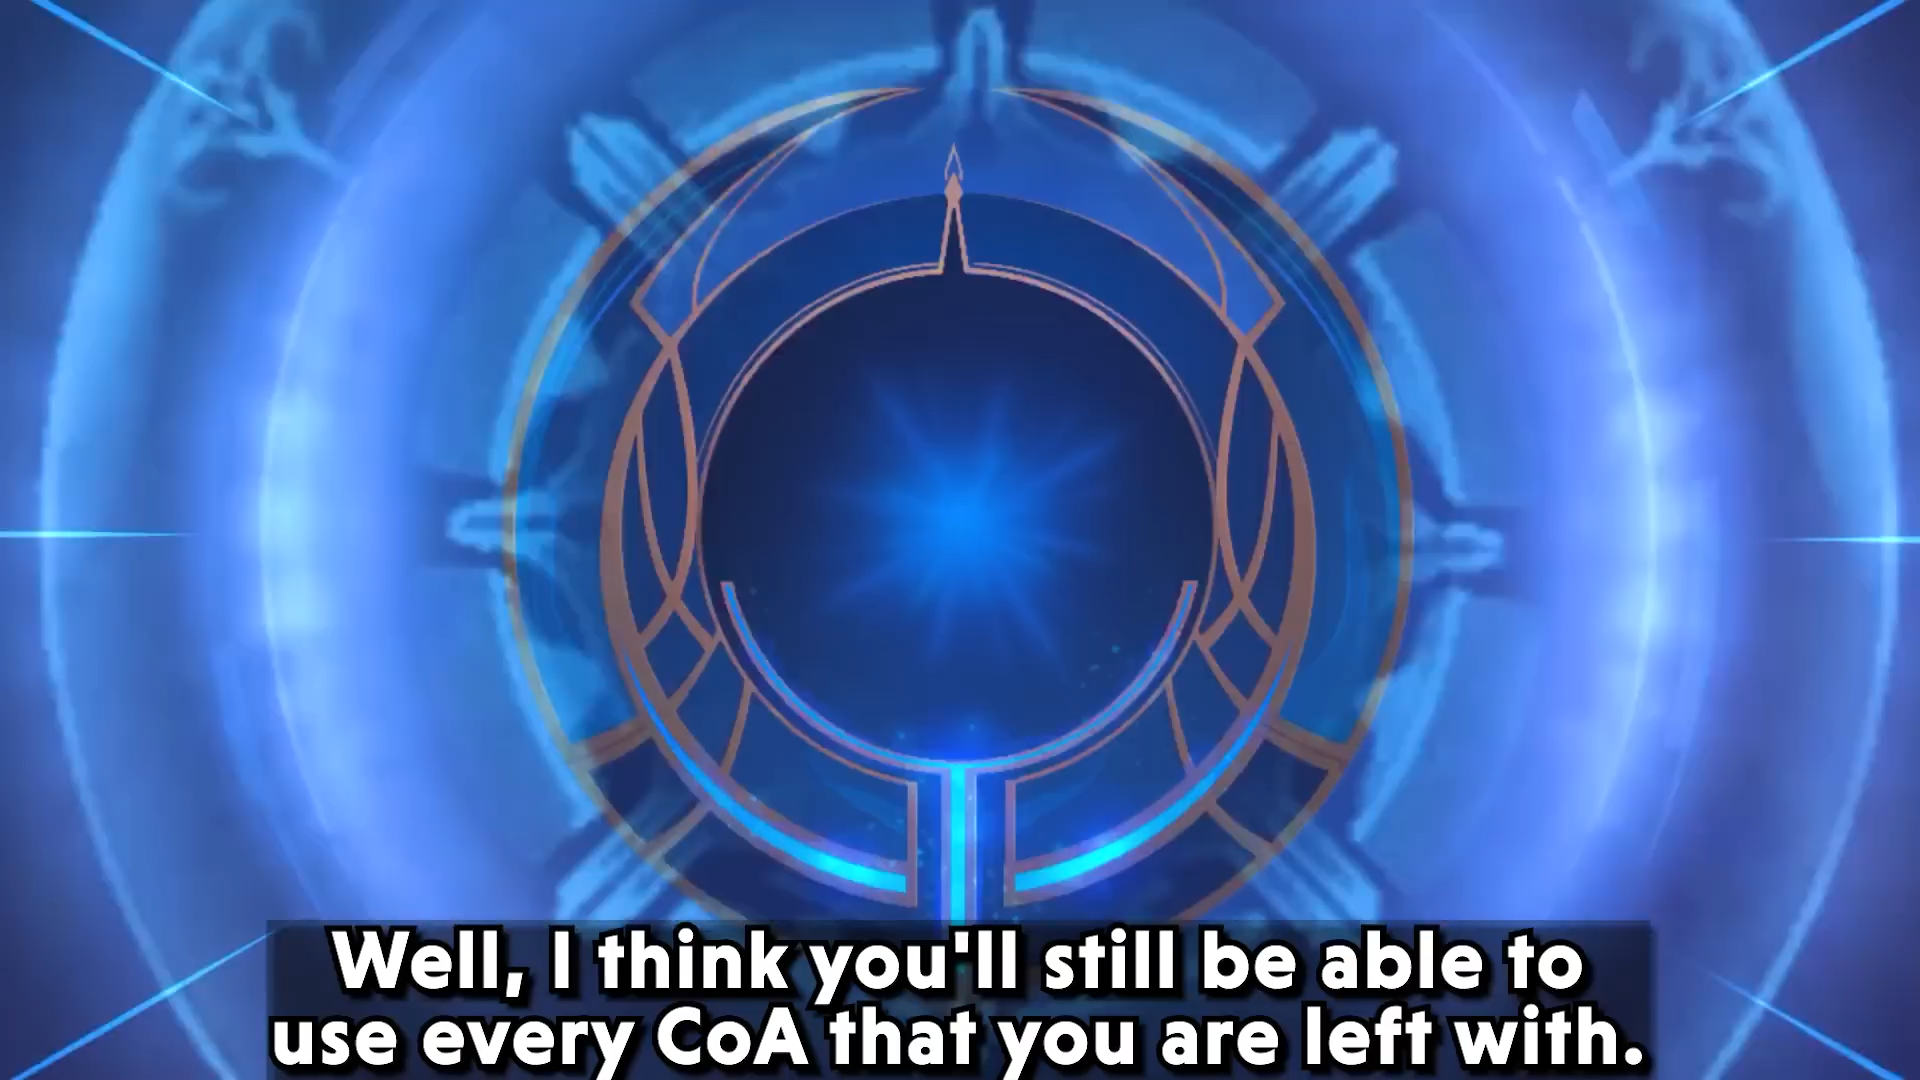 Well, I think you'll still be able to
use every CoA that you are left with.